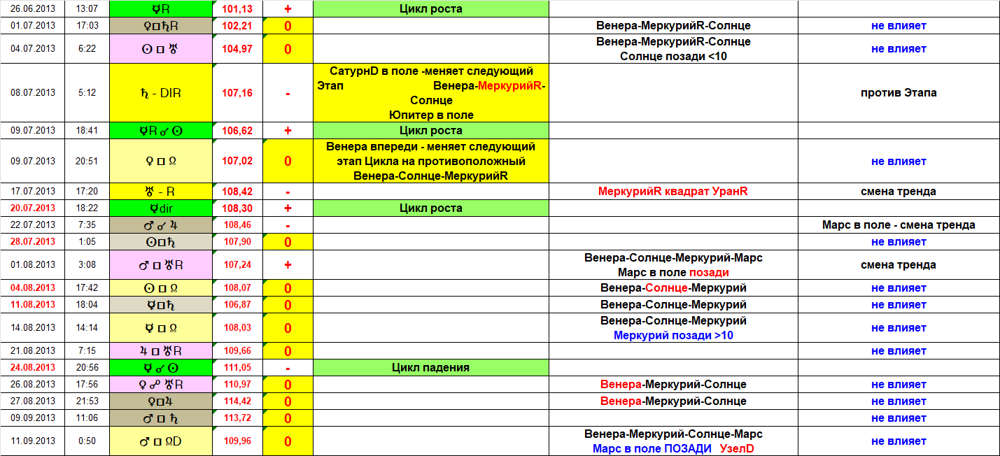 26.06.2013 13:07 ☿R 101,13 + Цикл роста
01.07.2013 17:03 ♀□♄R 102,21 0 Венера-МеркурийR-Солнце не влияет
04.07.2013 6:22 ☉ □ ♅ 104,97 0 Венера-МеркурийR-Солнце не влияет
Солнце позади <10
08.07.2013 5:12 ♄ - DIR 107,16 - СатурнD в поле -меняет следующий против Этапа
Этап Венера-МеркурийR-
Солнце
Юпитер в поле
09.07.2013 18:41 ☿R ☌ ☉ 106,62 + Цикл роста
09.07.2013 20:51 ♀ □ ☊ 107,02 0 Венера впереди - меняет следующий не влияет
этап Цикла на противоположный
Венера-Солнце-МеркурийR
17.07.2013 17:20 ♅ - R 108,42 - МеркурийR квадрат УранR смена тренда
20.07.2013 18:22 ☿dir 108,30 + Цикл роста
22.07.2013 7:35 ♂ ☌ ♃ 108,46 - Марс в поле - смена тренда
28.07.2013 1:05 ☉□♄ 107,90 0 не влияет
01.08.2013 3:08 ♂ □ ♅R 107,24 + Венера-Солнце-Меркурий-Марс смена тренда
Марс в поле позади
04.08.2013 17:42 ☉ □ ☊ 108,07 0 Венера-Солнце-Меркурий не влияет
11.08.2013 18:04 ☿□♄ 106,87 0 Венера-Солнце-Меркурий не влияет
14.08.2013 14:14 ☿ □ ☊ 108,03 0 Венера-Солнце-Меркурий не влияет
Меркурий позади >10
21.08.2013 7:15 ♃ □ ♅R 109,66 0 не влияет
24.08.2013 20:56 ☿ ☌ ☉ 111,05 - Цикл падения
26.08.2013 17:56 ♀ ☍ ♅R 110,97 0 Венера-Меркурий-Солнце не влияет
27.08.2013 21:53 ♀□♃ 114,42 0 Венера-Меркурий-Солнце не влияет
09.09.2013 11:06 ♂ □ ♄ 113,72 0 не влияет
11.09.2013 0:50 ♂ □ ☊D 109,96 0 Венера-Меркурий-Солнце-Марс не влияет
Марс в поле ПОЗАДИ УзелD